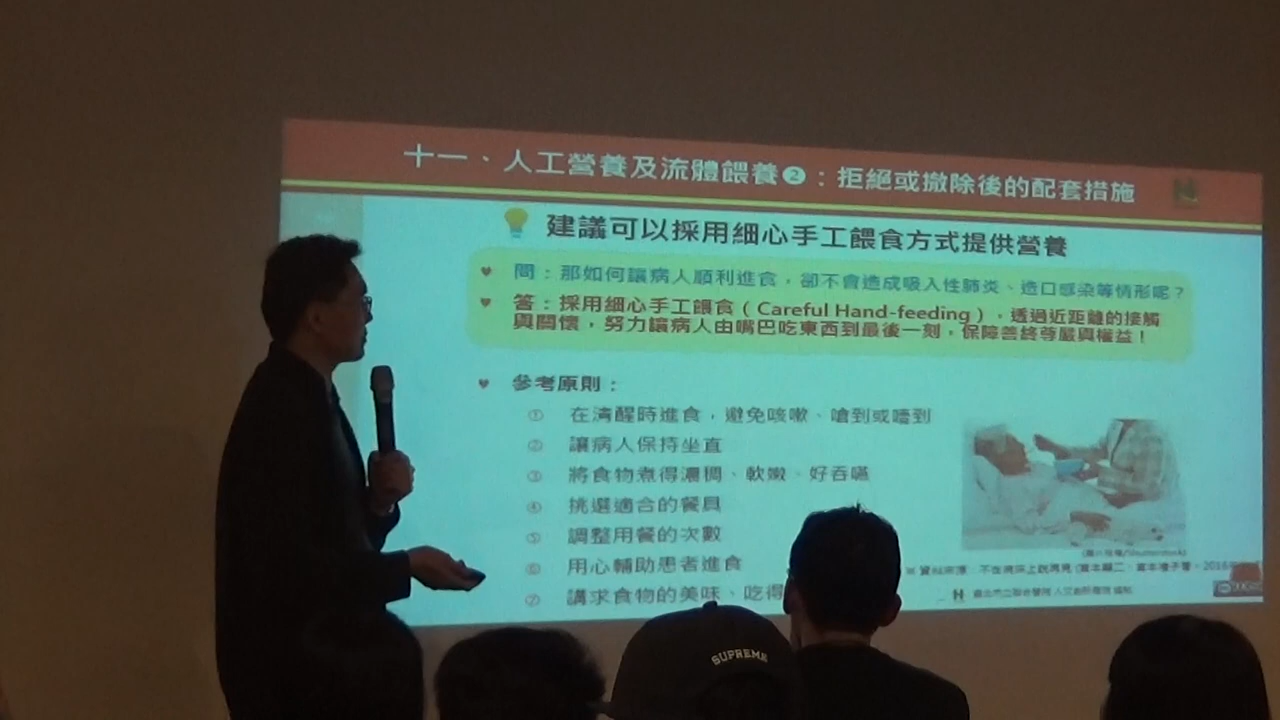 十一、人工營養及流體餵養❷：拒絕或撤除後的配套措施
建議可以採用細心手工餵食方式提供營養
問：那如何讓病人順利進食，卻不會造成吸入性肺炎、造口感染等情形呢？
答：採用細心手工餵食（Careful Hand-feeding），透過近距離的接觸
與關懷，努力讓病人由嘴巴吃東西到最後一刻，保障善終尊嚴與權益！
參考原則：
① 在清醒時進食，避免咳嗽、嗆到或噎到
② 讓病人保持坐直
③ 將食物煮得濃稠、軟嫩、好吞嚥
④ 挑選適合的餐具
⑤ 調整用餐的次數
⑥ 用心輔助患者進食
⑦ 講求食物的美味、吃得
SUPREME